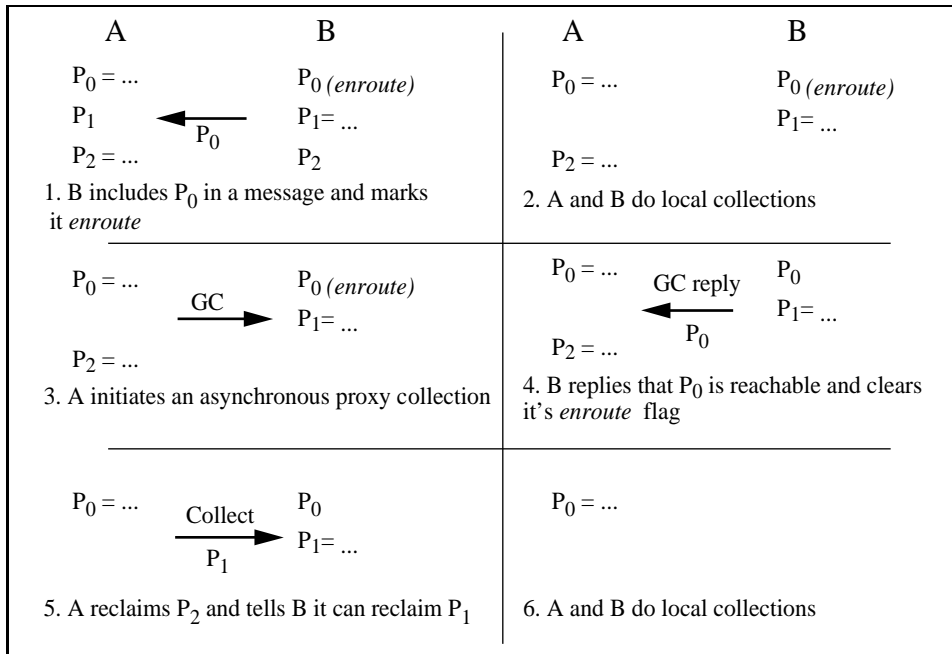 A B
P0 = ... P0 (enroute)
P1 P1= ...
P0
P2 = ... P2
1. B includes P0 in a message and marks
it enroute
A B
P0 = ... P0 (enroute)
P1= ...
P2 = ...
2. A and B do local collections
P0 = ... P0 (enroute)
GC
P1= ...
P2 = ...
3. A initiates an asynchronous proxy collection
P0 = ... P0
GC reply
P1= ...
P0
P2 = ...
4. B replies that P0 is reachable and clears
it's enroute flag
P0 = ... P0
Collect
P1= ...
P1
5. A reclaims P2 and tells B it can reclaim P1
P0 = ...
6. A and B do local collections